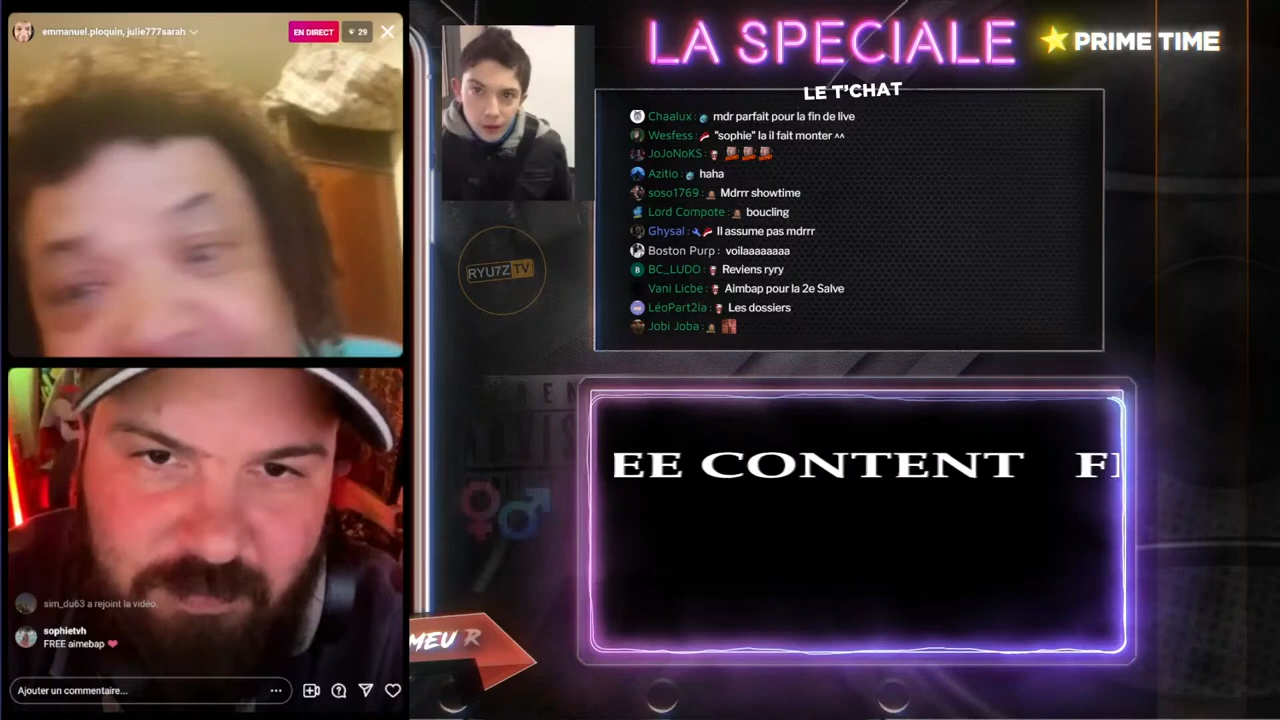 emmanuel.ploquin, julie777sarah
EN DIRECT
29
sim_du63 a rejoint la vidéo.
sophietvh
FREE aimebap ❤
Ajouter un commentaire...
LA SPECIALE
PRIME TIME
LE T'CHAT
Chaalux : mdr parfait pour la fin de live
Wesfess : "sophie" la il fait monter ^^
JoJoNoKS :
Azitio : haha
soso1769 : Mdrrr showtime
Lord Compote : boucling
Ghysal : Il assume pas mdrrr
Boston Purp : voilaaaaaaaa
B BC_LUDO : Reviens ryry
Vani Licbe : Aimbap pour la 2e Salve
LéoPart2la : Les dossiers
Jobi Joba :
RYU7Z TV
EE CONTENT F
MEU R